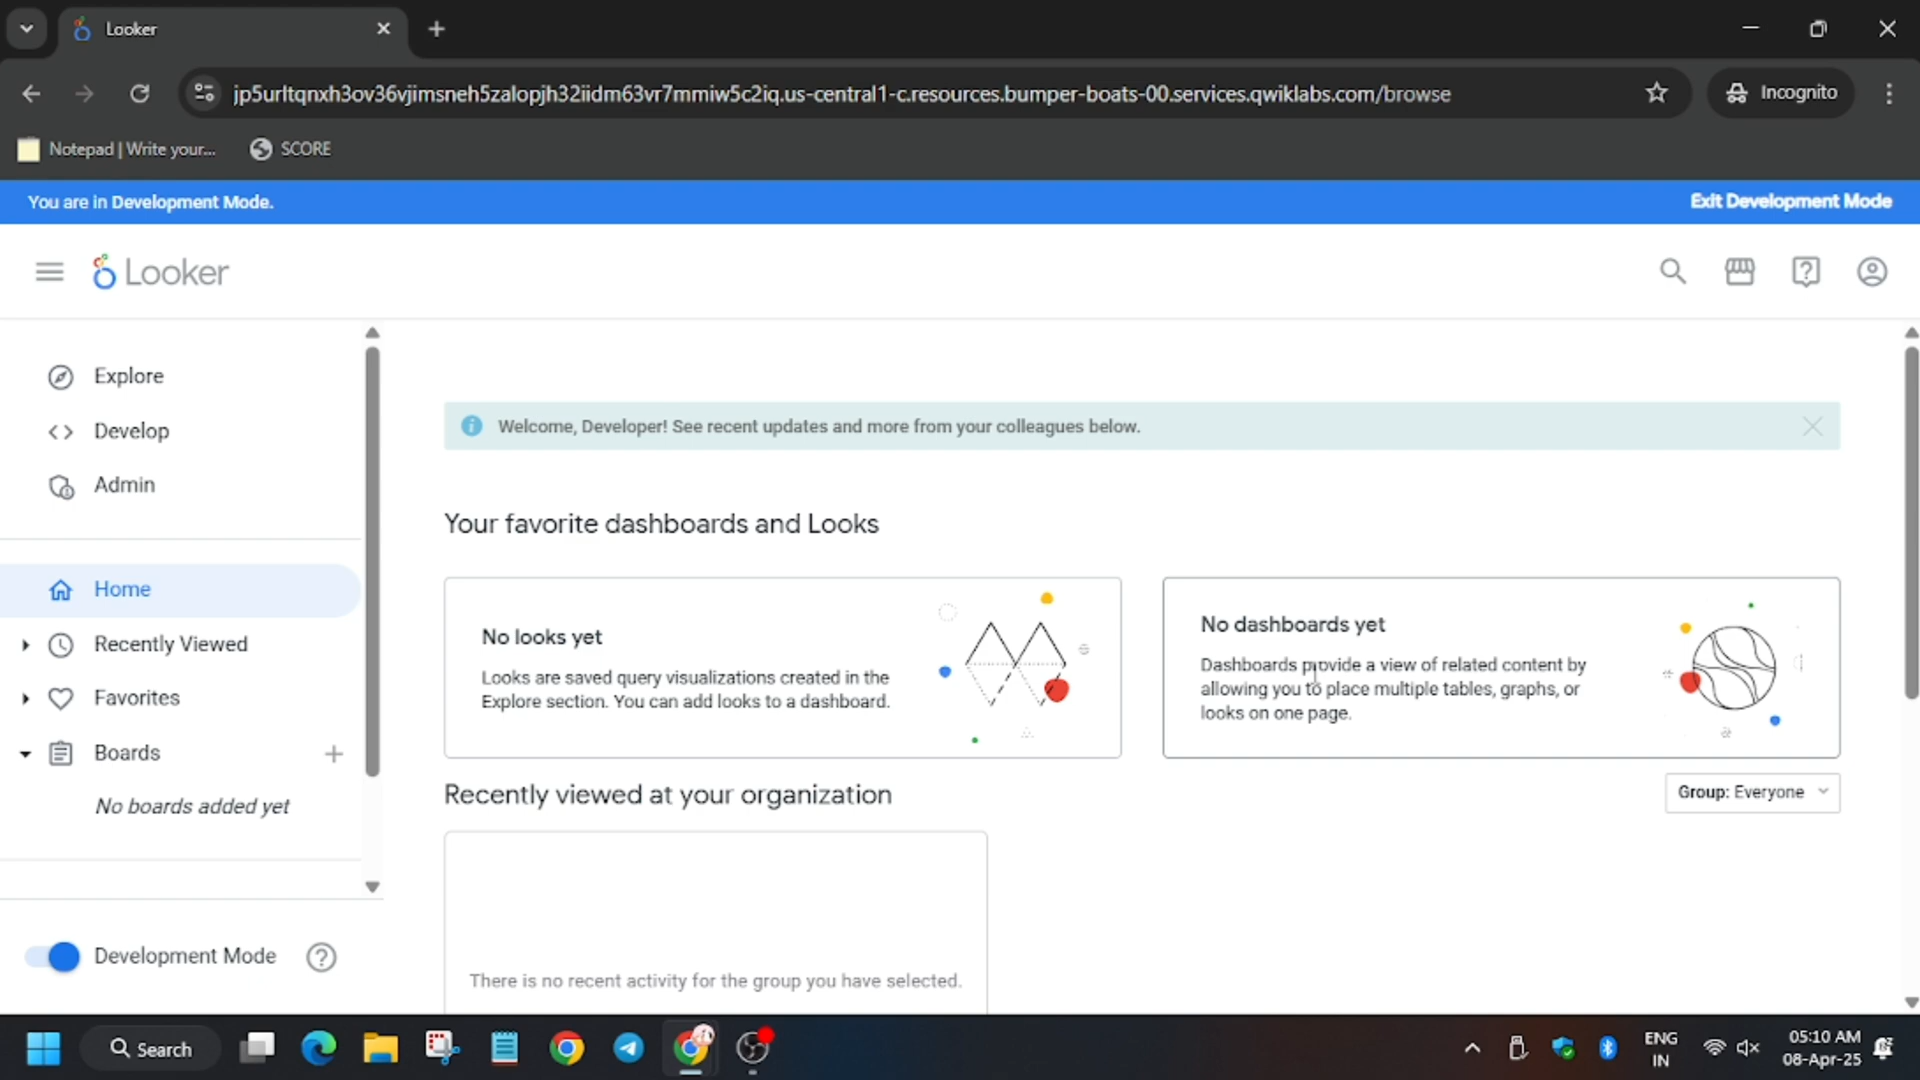 Looker
jp5urltqnxh3ov36vjimsneh5zalopjh32iidm63vr7mmiw5c2iq.us-central1-c.resources.bumper-boats-00.services.qwiklabs.com/browse
Incognito
Notepad | Write your...
SCORE
You are in Development Mode.
Exit Development Mode
Looker
Explore
Develop
Admin
Home
Recently Viewed
Favorites
Boards
No boards added yet
Development Mode
Welcome, Developer! See recent updates and more from your colleagues below.
Your favorite dashboards and Looks
No looks yet
Looks are saved query visualizations created in the
Explore section. You can add looks to a dashboard.
No dashboards yet
Dashboards provide a view of related content by
allowing you to place multiple tables, graphs, or
looks on one page.
Recently viewed at your organization
Group: Everyone
There is no recent activity for the group you have selected.
Search
ENG
IN
05:10 AM
08-Apr-25